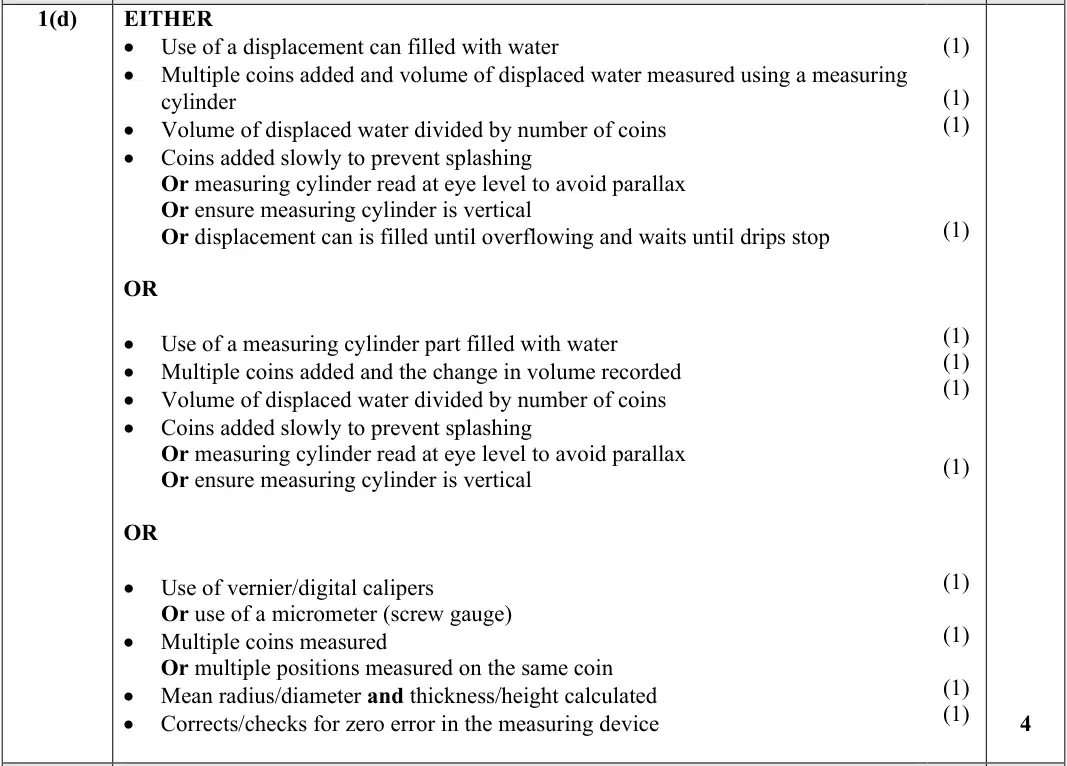 1(d) EITHER
• Use of a displacement can filled with water (1)
• Multiple coins added and volume of displaced water measured using a measuring
cylinder (1)
• Volume of displaced water divided by number of coins (1)
• Coins added slowly to prevent splashing
Or measuring cylinder read at eye level to avoid parallax
Or ensure measuring cylinder is vertical
Or displacement can is filled until overflowing and waits until drips stop (1)
OR
• Use of a measuring cylinder part filled with water (1)
• Multiple coins added and the change in volume recorded (1)
• Volume of displaced water divided by number of coins (1)
• Coins added slowly to prevent splashing
Or measuring cylinder read at eye level to avoid parallax
Or ensure measuring cylinder is vertical (1)
OR
• Use of vernier/digital calipers (1)
Or use of a micrometer (screw gauge)
• Multiple coins measured (1)
Or multiple positions measured on the same coin
• Mean radius/diameter and thickness/height calculated (1)
• Corrects/checks for zero error in the measuring device (1) 4